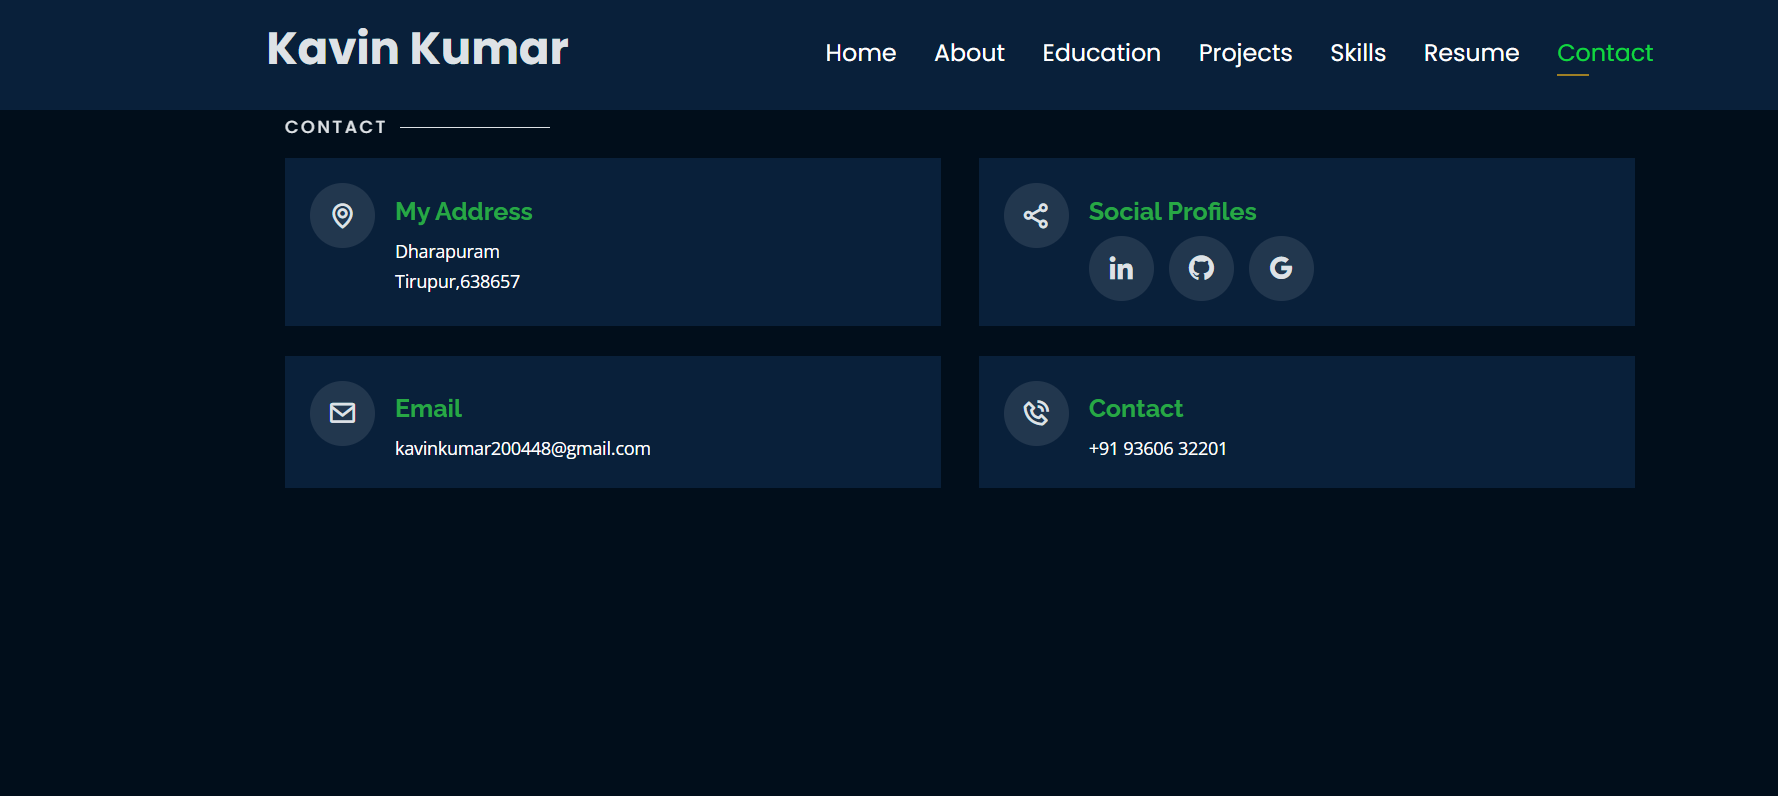 Kavin Kumar
Home About Education Projects Skills Resume Contact
CONTACT
My Address
Dharapuram
Tirupur,638657
Social Profiles
in G
Email
kavinkumar200448@gmail.com
Contact
+91 93606 32201